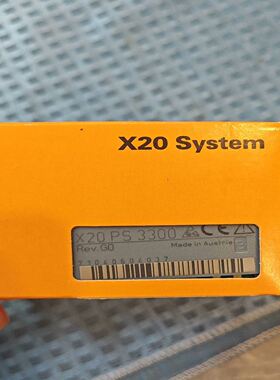 X20 System
X20 PS 3300
Rev. G0
Made in Austria